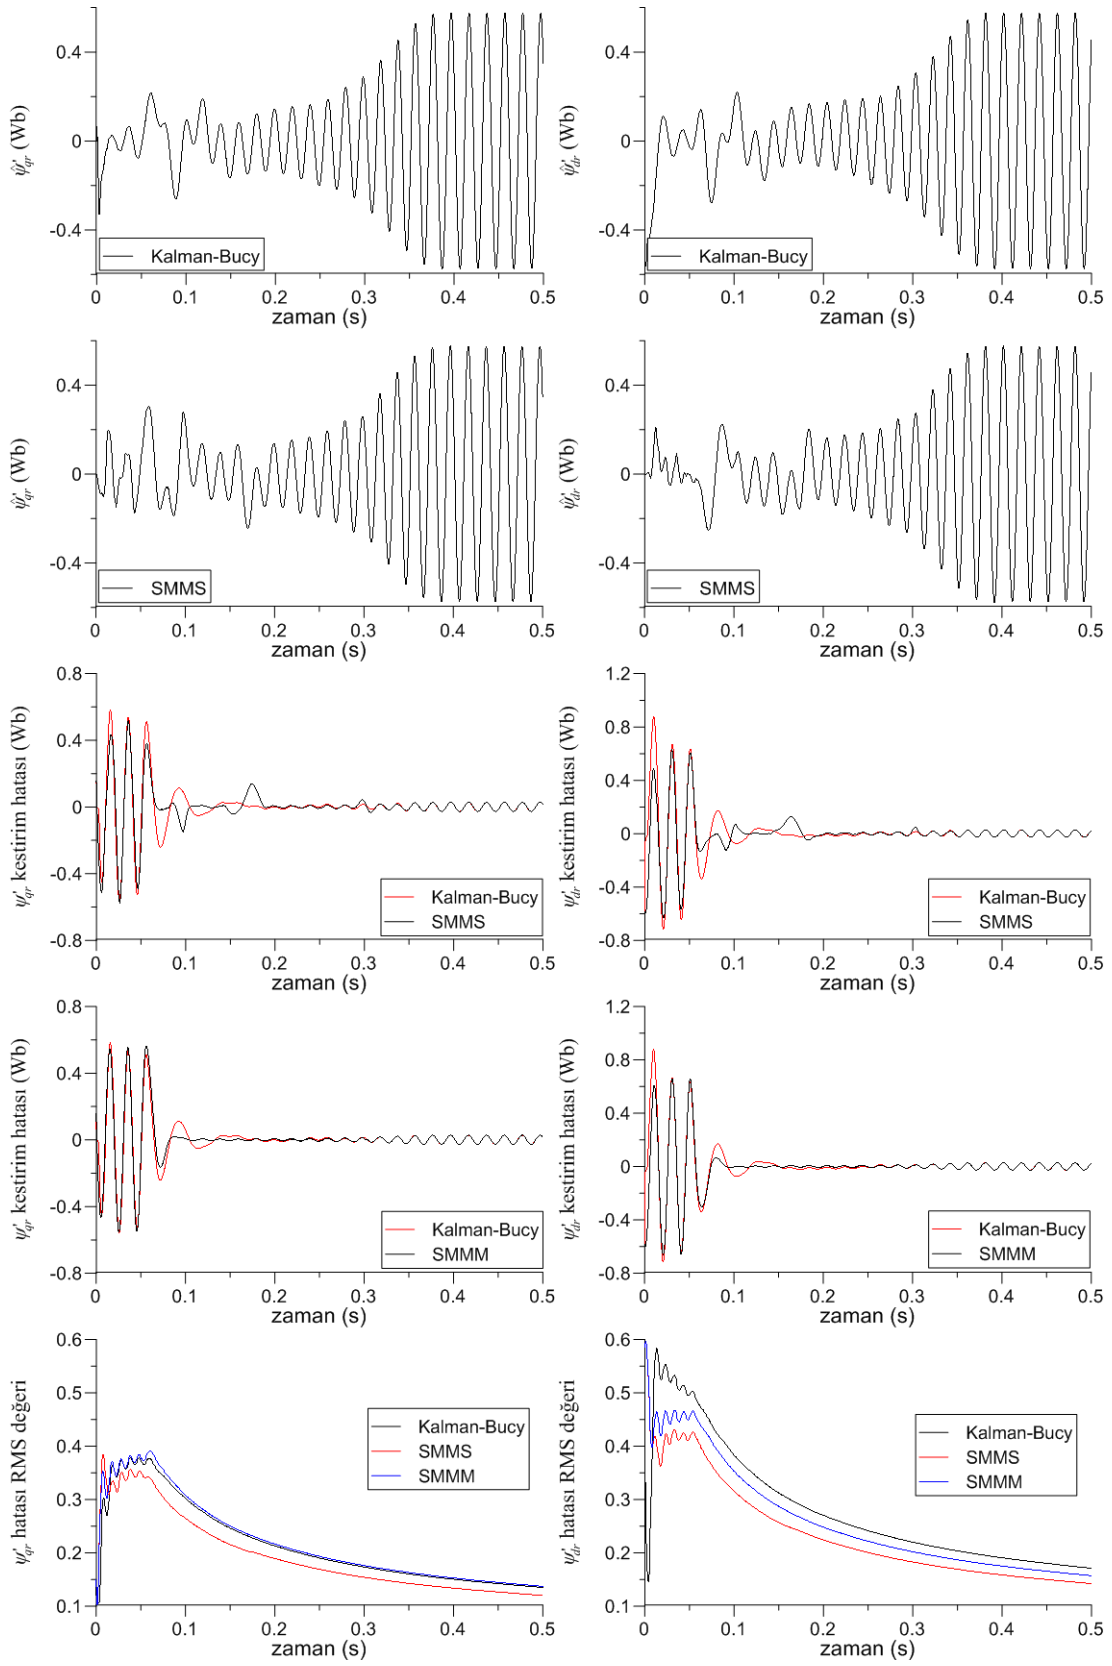 ψ̂'qr (Wb)
0.4
0
-0.4
Kalman-Bucy
0 0.1 0.2 0.3 0.4 0.5
zaman (s)
ψ̂'dr (Wb)
0.4
0
-0.4
Kalman-Bucy
0 0.1 0.2 0.3 0.4 0.5
zaman (s)
ψ̂'qr (Wb)
0.4
0
-0.4
SMMS
0 0.1 0.2 0.3 0.4 0.5
zaman (s)
ψ̂'dr (Wb)
0.4
0
-0.4
SMMS
0 0.1 0.2 0.3 0.4 0.5
zaman (s)
ψ'qr kestirim hatası (Wb)
0.8
0.4
0
-0.4
-0.8
Kalman-Bucy
SMMS
0 0.1 0.2 0.3 0.4 0.5
zaman (s)
ψ'dr kestirim hatası (Wb)
1.2
0.8
0.4
0
-0.4
-0.8
Kalman-Bucy
SMMS
0 0.1 0.2 0.3 0.4 0.5
zaman (s)
ψ'qr kestirim hatası (Wb)
0.8
0.4
0
-0.4
-0.8
Kalman-Bucy
SMMM
0 0.1 0.2 0.3 0.4 0.5
zaman (s)
ψ'dr kestirim hatası (Wb)
1.2
0.8
0.4
0
-0.4
-0.8
Kalman-Bucy
SMMM
0 0.1 0.2 0.3 0.4 0.5
zaman (s)
ψ'qr hatası RMS değeri
0.6
0.5
0.4
0.3
0.2
0.1
Kalman-Bucy
SMMS
SMMM
0 0.1 0.2 0.3 0.4 0.5
zaman (s)
ψ'dr hatası RMS değeri
0.6
0.5
0.4
0.3
0.2
0.1
Kalman-Bucy
SMMS
SMMM
0 0.1 0.2 0.3 0.4 0.5
zaman (s)